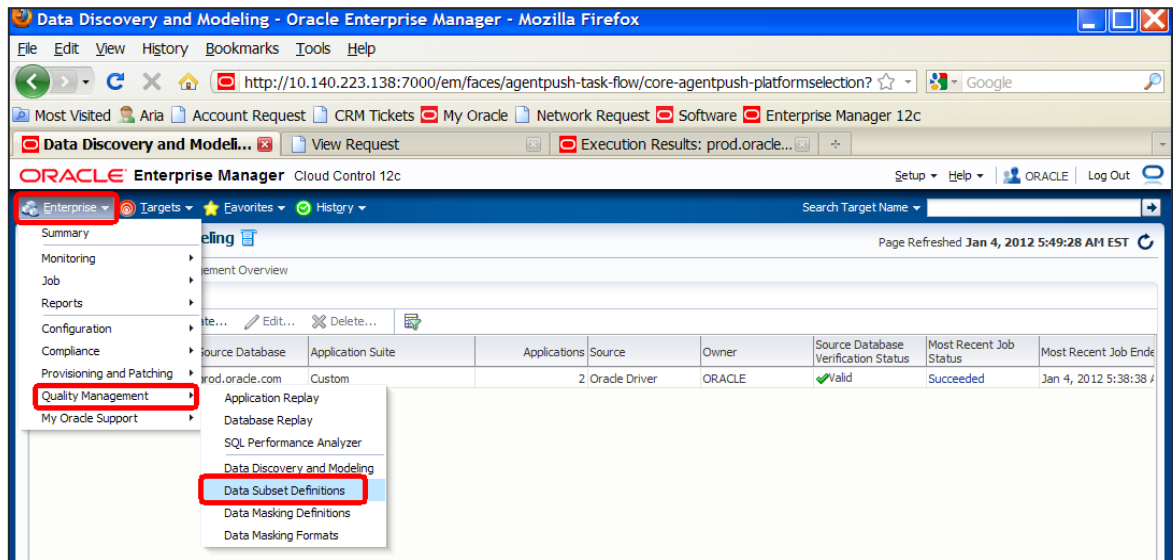 Data Discovery and Modeling - Oracle Enterprise Manager - Mozilla Firefox
File Edit View History Bookmarks Tools Help
http://10.140.223.138:7000/em/faces/agentpush-task-flow/core-agentpush-platformselection? Google
Most Visited Aria Account Request CRM Tickets My Oracle Network Request Software Enterprise Manager 12c
Data Discovery and Modeli... View Request Execution Results: prod.oracle...
ORACLE Enterprise Manager Cloud Control 12c Setup Help ORACLE Log Out
Enterprise Targets Favorites History Search Target Name
Summary
eling Page Refreshed Jan 4, 2012 5:49:28 AM EST
Monitoring
ement Overview
Job
Reports
ate... Edit... Delete...
Configuration
Source Database Application Suite Applications Source Owner Source Database Verification Status Most Recent Job Status Most Recent Job Ende
Compliance
Provisioning and Patching
prod.oracle.com Custom 2 Oracle Driver ORACLE Valid Succeeded Jan 4, 2012 5:38:38 A
Quality Management
My Oracle Support
Application Replay
Database Replay
SQL Performance Analyzer
Data Discovery and Modeling
Data Subset Definitions
Data Masking Definitions
Data Masking Formats